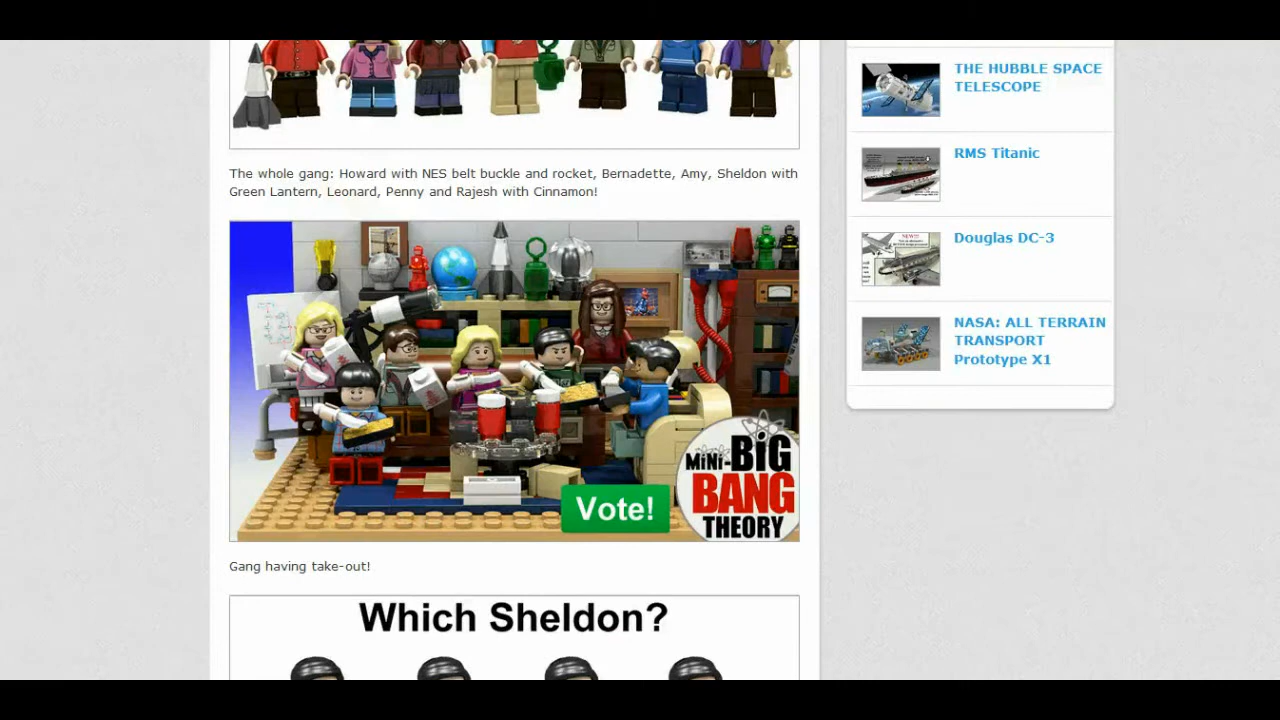 The whole gang: Howard with NES belt buckle and rocket, Bernadette, Amy, Sheldon with
Green Lantern, Leonard, Penny and Rajesh with Cinnamon!
Vote!
MiNi-BiG
BANG
THEORY
Gang having take-out!
Which Sheldon?
THE HUBBLE SPACE
TELESCOPE
RMS Titanic
Douglas DC-3
NASA: ALL TERRAIN
TRANSPORT
Prototype X1